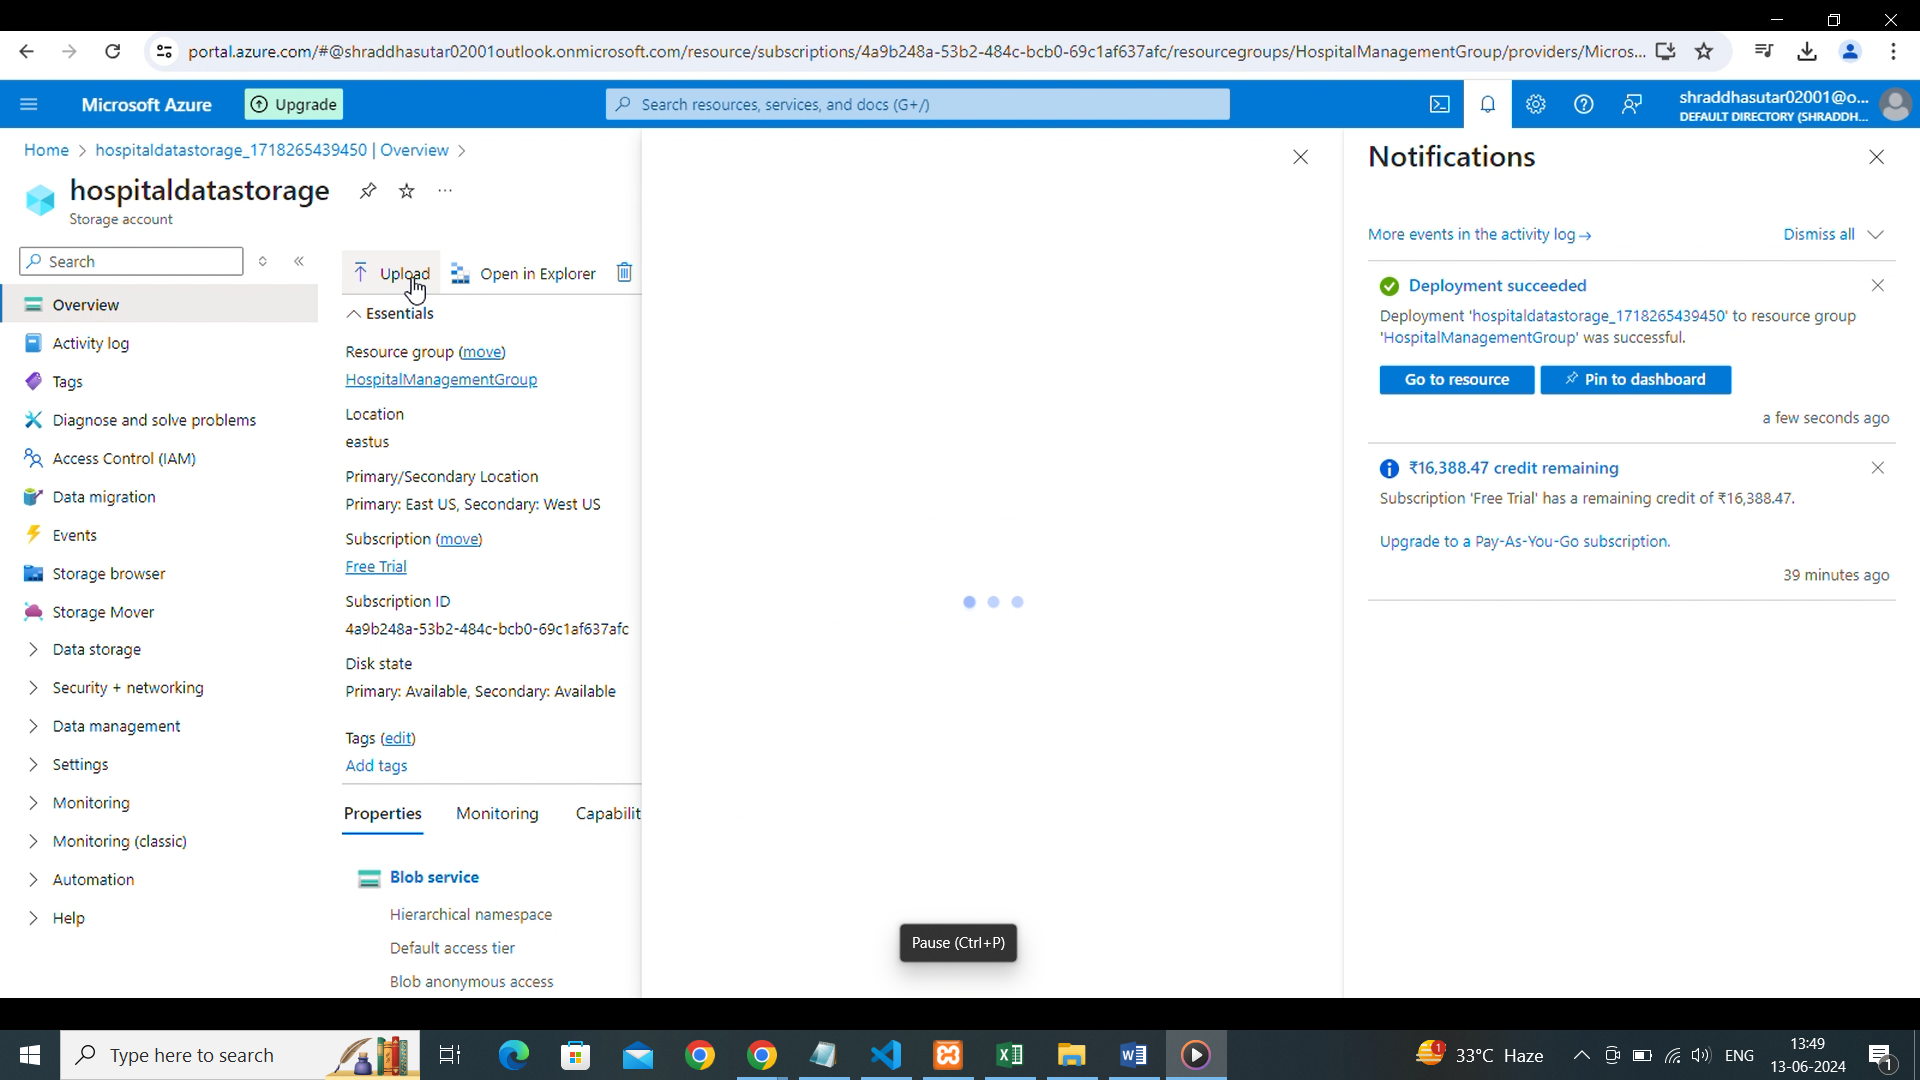 portal.azure.com/#@shraddhasutar02001outlook.onmicrosoft.com/resource/subscriptions/4a9b248a-53b2-484c-bcb0-69c1af637afc/resourcegroups/HospitalManagementGroup/providers/Micros...
Microsoft Azure
Upgrade
Search resources, services, and docs (G+/)
shraddhasutar02001@o...
DEFAULT DIRECTORY (SHRADDH...
Home > hospitaldatastorage_1718265439450 | Overview >
hospitaldatastorage
Storage account
Search
Overview
Activity log
Tags
Diagnose and solve problems
Access Control (IAM)
Data migration
Events
Storage browser
Storage Mover
Data storage
Security + networking
Data management
Settings
Monitoring
Monitoring (classic)
Automation
Help
Upload
Open in Explorer
Essentials
Resource group (move)
HospitalManagementGroup
Location
eastus
Primary/Secondary Location
Primary: East US, Secondary: West US
Subscription (move)
Free Trial
Subscription ID
4a9b248a-53b2-484c-bcb0-69c1af637afc
Disk state
Primary: Available, Secondary: Available
Tags (edit)
Add tags
Properties
Monitoring
Capabilit
Blob service
Hierarchical namespace
Default access tier
Blob anonymous access
Pause (Ctrl+P)
Notifications
More events in the activity log →
Dismiss all
Deployment succeeded
Deployment 'hospitaldatastorage_1718265439450' to resource group
'HospitalManagementGroup' was successful.
Go to resource
Pin to dashboard
a few seconds ago
₹16,388.47 credit remaining
Subscription 'Free Trial' has a remaining credit of ₹16,388.47.
Upgrade to a Pay-As-You-Go subscription.
39 minutes ago
Type here to search
1
33°C Haze
ENG
13:49
13-06-2024
1